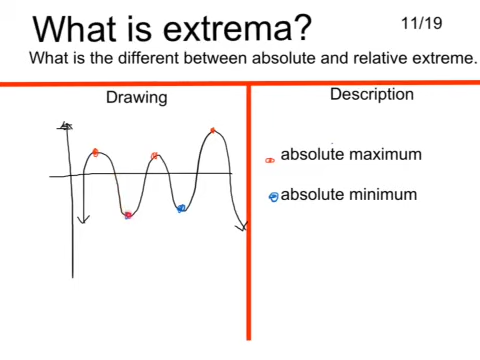 What is extrema?
11/19
What is the different between absolute and relative extreme.
Drawing
Description
absolute maximum
absolute minimum